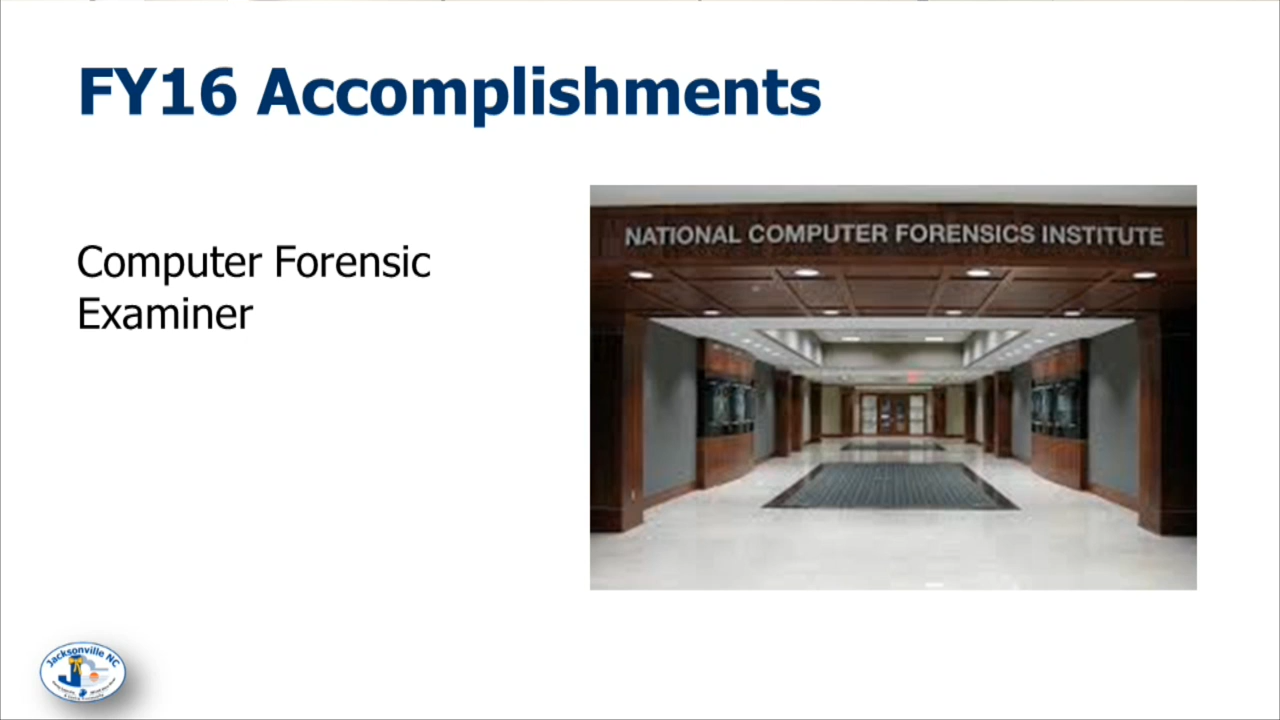 FY16 Accomplishments
Computer Forensic
Examiner
NATIONAL COMPUTER FORENSICS INSTITUTE
Jacksonville NC